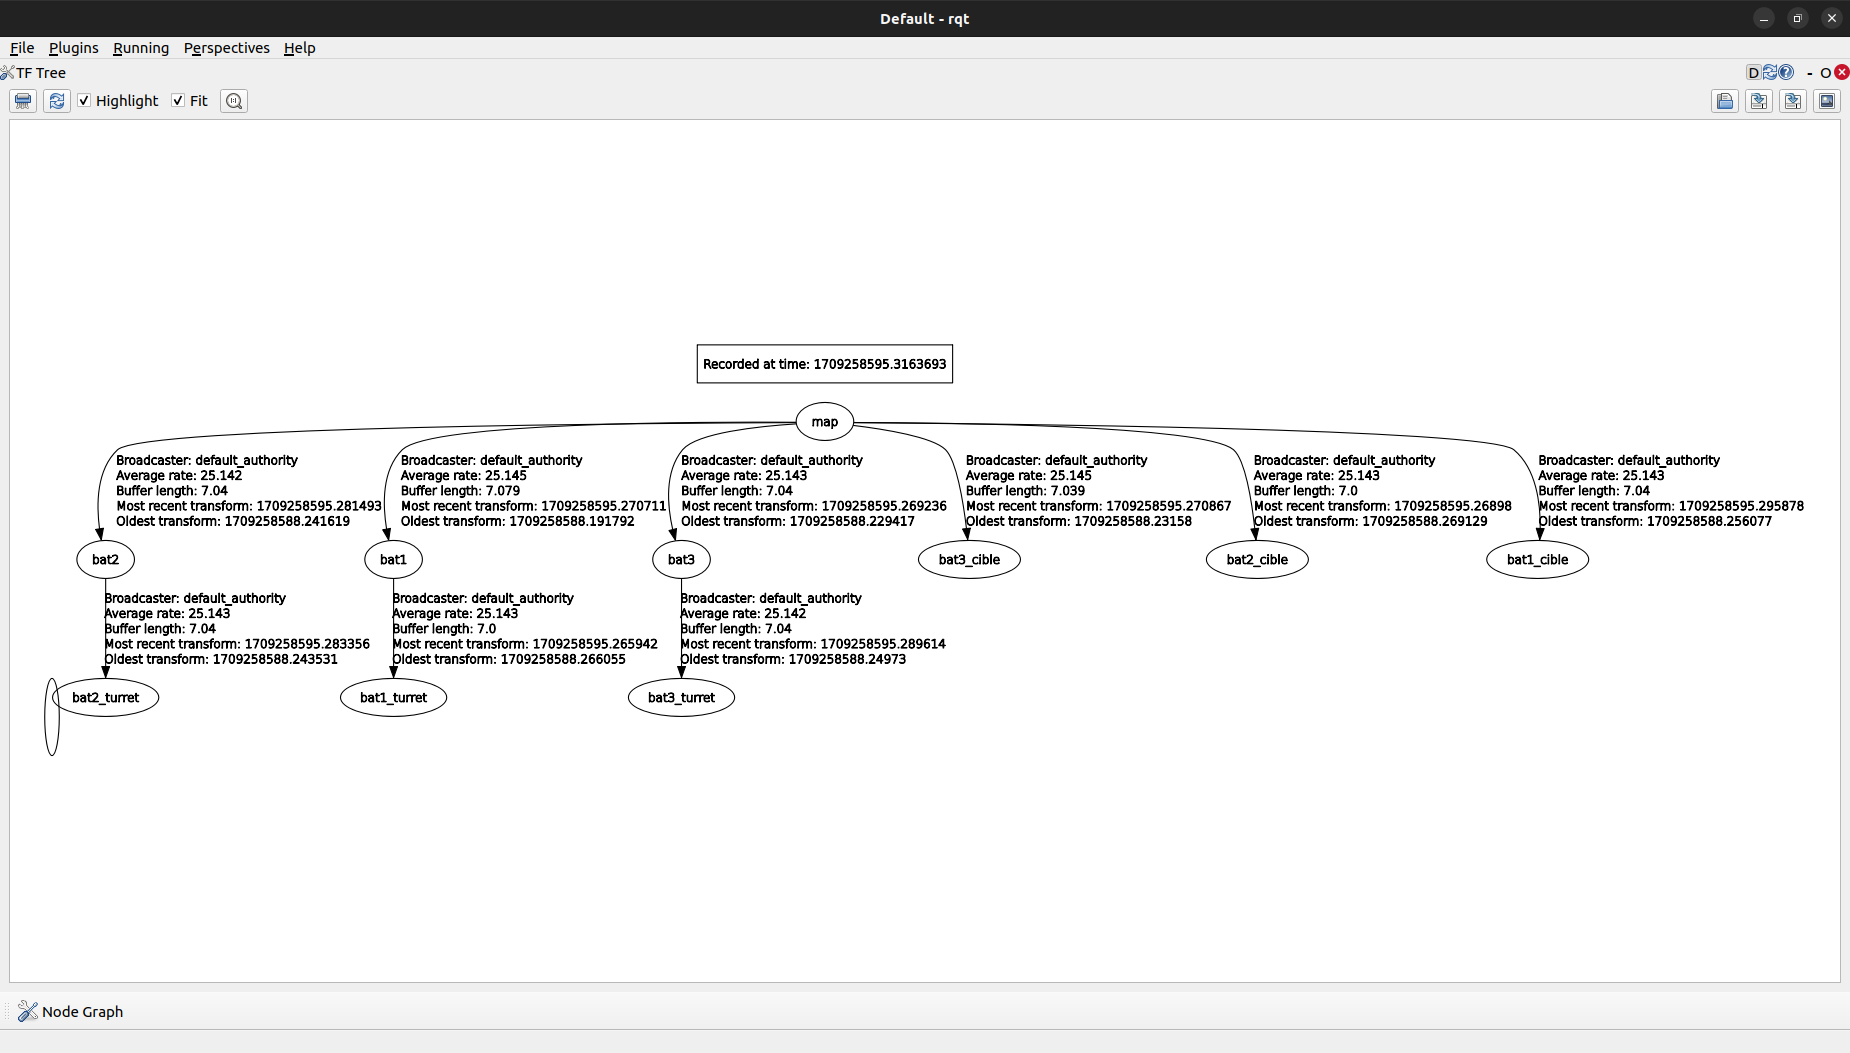 Default - rqt
File Plugins Running Perspectives Help
TF Tree
D
- O
Highlight Fit
Recorded at time: 1709258595.3163693
map
Broadcaster: default_authority
Average rate: 25.142
Buffer length: 7.04
Most recent transform: 1709258595.281493
Oldest transform: 1709258588.241619
Broadcaster: default_authority
Average rate: 25.145
Buffer length: 7.079
Most recent transform: 1709258595.270711
Oldest transform: 1709258588.191792
Broadcaster: default_authority
Average rate: 25.143
Buffer length: 7.04
Most recent transform: 1709258595.269236
Oldest transform: 1709258588.229417
Broadcaster: default_authority
Average rate: 25.145
Buffer length: 7.039
Most recent transform: 1709258595.270867
Oldest transform: 1709258588.23158
Broadcaster: default_authority
Average rate: 25.143
Buffer length: 7.0
Most recent transform: 1709258595.26898
Oldest transform: 1709258588.269129
Broadcaster: default_authority
Average rate: 25.143
Buffer length: 7.04
Most recent transform: 1709258595.295878
Oldest transform: 1709258588.256077
bat2
bat1
bat3
bat3_cible
bat2_cible
bat1_cible
Broadcaster: default_authority
Average rate: 25.143
Buffer length: 7.04
Most recent transform: 1709258595.283356
Oldest transform: 1709258588.243531
Broadcaster: default_authority
Average rate: 25.143
Buffer length: 7.0
Most recent transform: 1709258595.265942
Oldest transform: 1709258588.266055
Broadcaster: default_authority
Average rate: 25.142
Buffer length: 7.04
Most recent transform: 1709258595.289614
Oldest transform: 1709258588.24973
bat2_turret
bat1_turret
bat3_turret
Node Graph